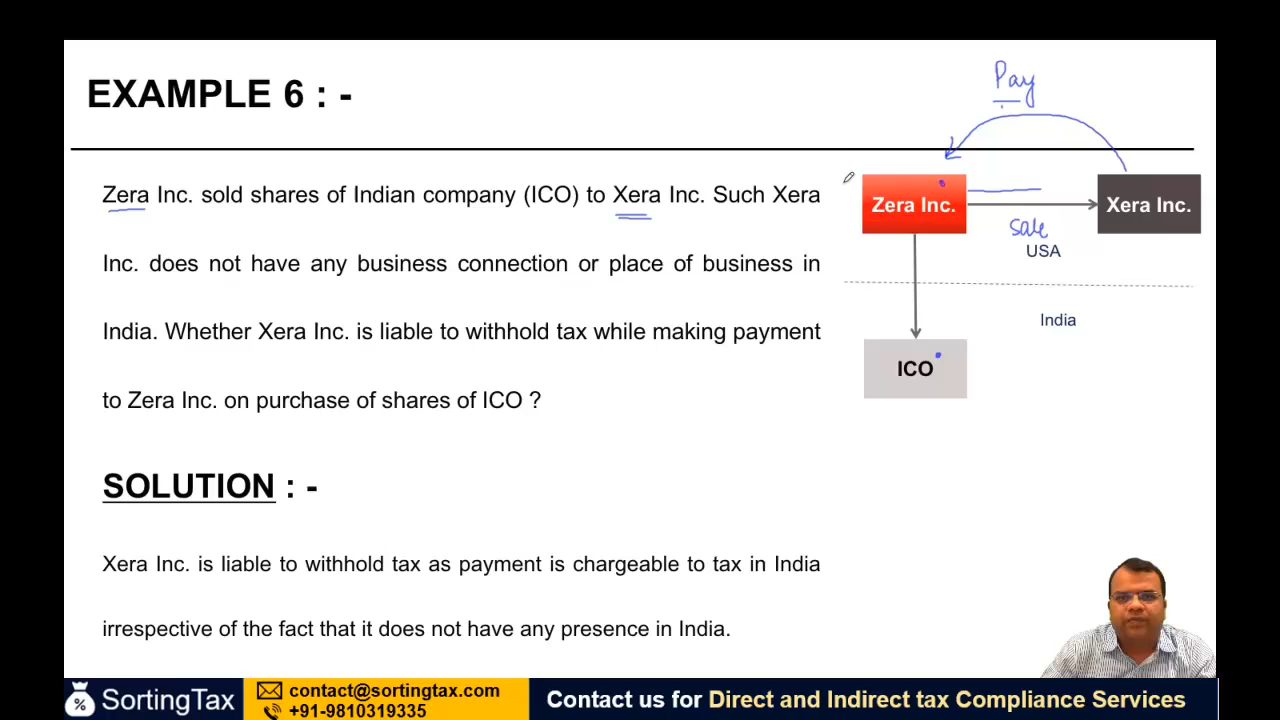 EXAMPLE 6 : -
Pay
Zera Inc. sold shares of Indian company (ICO) to Xera Inc. Such Xera
Inc. does not have any business connection or place of business in
India. Whether Xera Inc. is liable to withhold tax while making payment
to Zera Inc. on purchase of shares of ICO ?
Zera Inc.
Xera Inc.
Sale
USA
India
ICO
SOLUTION : -
Xera Inc. is liable to withhold tax as payment is chargeable to tax in India
irrespective of the fact that it does not have any presence in India.
% SortingTax
contact@sortingtax.com
+91-9810319335
Contact us for Direct and Indirect tax Compliance Services